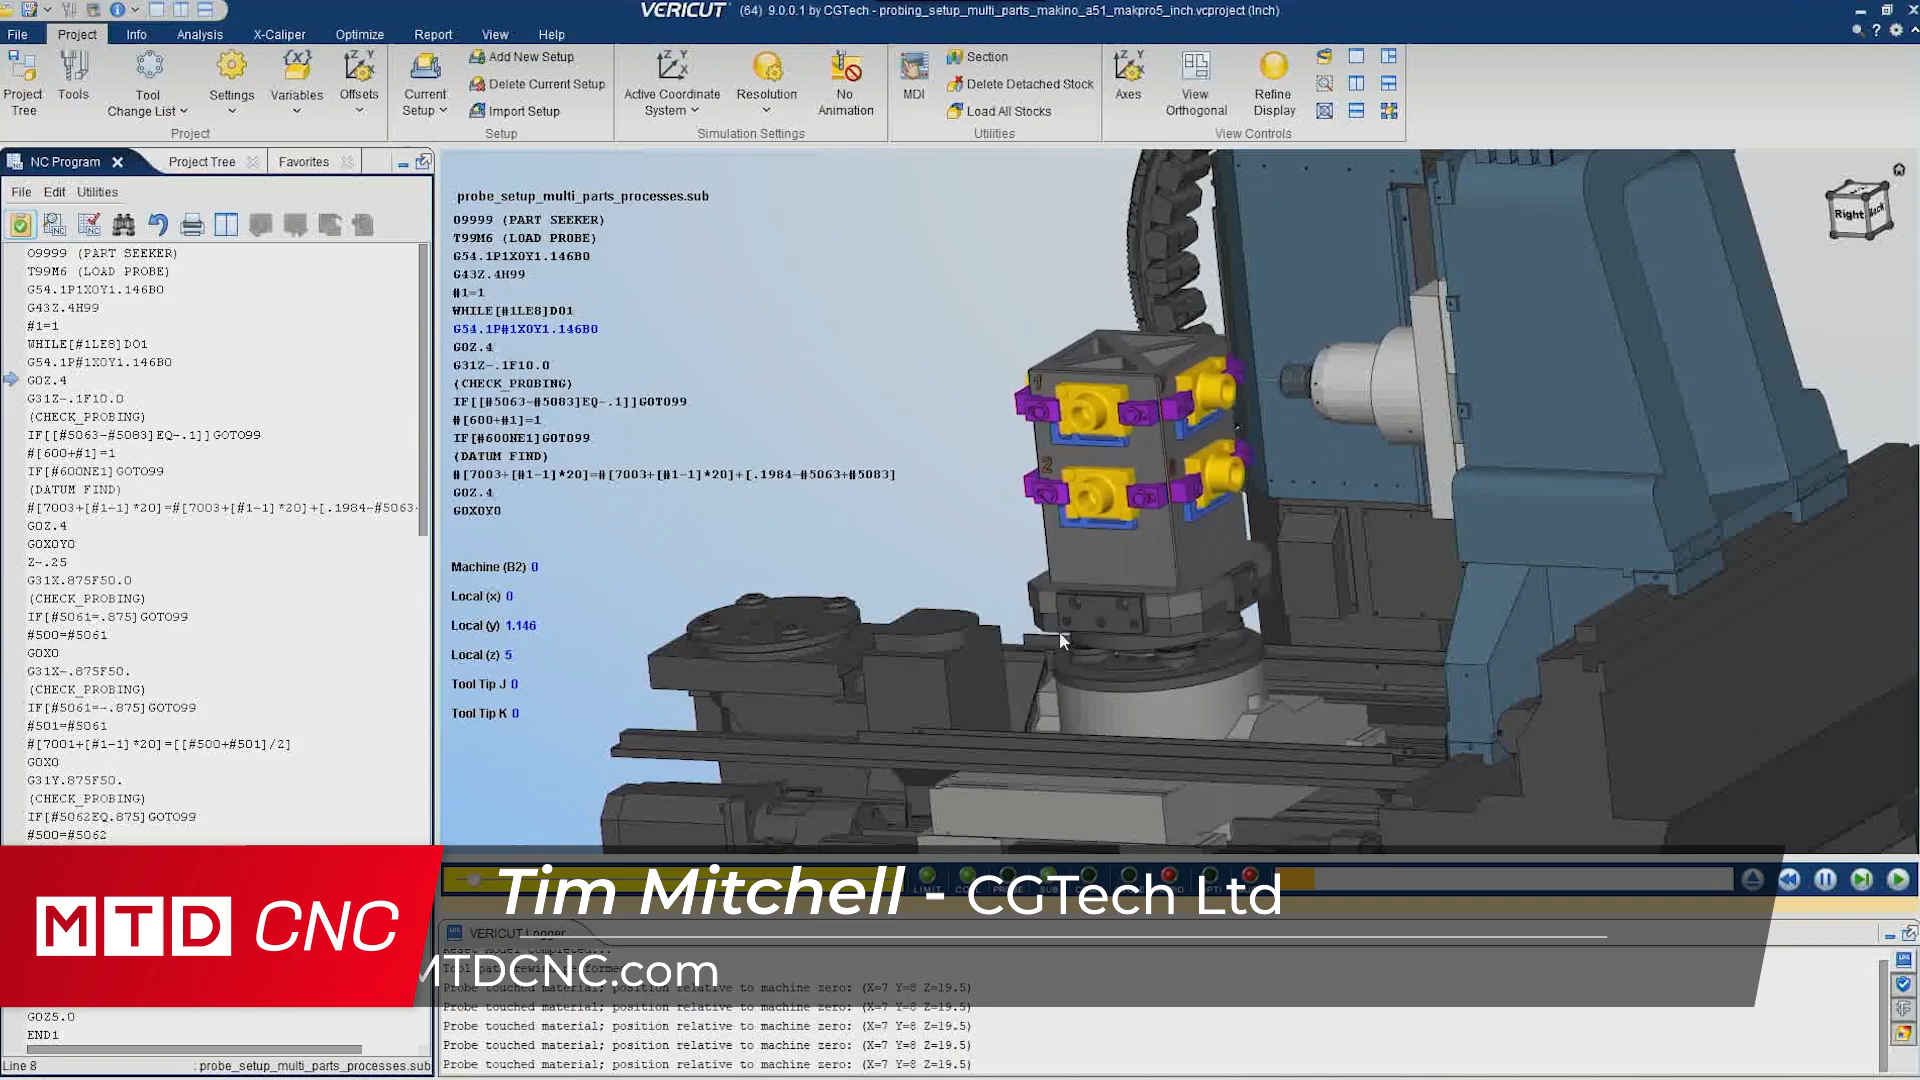 VERICUT (64) 9.0.0.1 by CGTech - probing_setup_multi_parts_makino_a51_makpro5_inch.vcproject (Inch)
File Project Info Analysis X-Caliper Optimize Report View Help
Project Tree
Tools
Tool Change List
Settings
Variables
Offsets
Project
Current Setup
Add New Setup
Delete Current Setup
Import Setup
Setup
Active Coordinate System
Resolution
No Animation
Simulation Settings
MDI
Section
Delete Detached Stock
Load All Stocks
Utilities
Axes
View Orthogonal
Refine Display
View Controls
NC Program
Project Tree
Favorites
File Edit Utilities
O9999 (PART SEEKER)
T99M6 (LOAD PROBE)
G54.1P1X0Y1.146B0
G43Z.4H99
#1=1
WHILE[#1LE8]DO1
G54.1P#1X0Y1.146B0
G0Z.4
G31Z-.1F10.0
(CHECK_PROBING)
IF[[#5063-#5083]EQ-.1]]GOTO99
#[600+#1]=1
IF[#600NE1]GOTO99
(DATUM FIND)
#[7003+[#1-1]*20]=#[7003+[#1-1]*20]+[.1984-#5063-
G0Z.4
G0X0Y0
Z-.25
G31X.875F50.0
(CHECK_PROBING)
IF[#5061=.875]GOTO99
#500=#5061
G0X0
G31X-.875F50.
(CHECK_PROBING)
IF[#5061=-.875]GOTO99
#501=#5061
#[7001+[#1-1]*20]=[[#500+#501]/2]
G0X0
G31Y.875F50.
(CHECK_PROBING)
IF[#5062EQ.875]GOTO99
#500=#5062
G0Z5.0
END1
Line 8 probe_setup_multi_parts_processes.sub
probe_setup_multi_parts_processes.sub
O9999 (PART SEEKER)
T99M6 (LOAD PROBE)
G54.1P1X0Y1.146B0
G43Z.4H99
#1=1
WHILE[#1LE8]DO1
G54.1P#1X0Y1.146B0
G0Z.4
G31Z-.1F10.0
(CHECK_PROBING)
IF[[#5063-#5083]EQ-.1]]GOTO99
#[600+#1]=1
IF[#600NE1]GOTO99
(DATUM FIND)
#[7003+[#1-1]*20]=#[7003+[#1-1]*20]+[.1984-#5063+#5083]
G0Z.4
G0X0Y0
Machine (B2) 0
Local (x) 0
Local (y) 1.146
Local (z) 5
Tool Tip J 0
Tool Tip K 0
1
2
Right Back
MTD CNC
Tim Mitchell - CGTech Ltd
MTDCNC.com
LIMIT
VERICUT Logger
Probe touched material; position relative to machine zero: (X=7 Y=8 Z=19.5)
Probe touched material; position relative to machine zero: (X=7 Y=8 Z=19.5)
Probe touched material; position relative to machine zero: (X=7 Y=8 Z=19.5)
Probe touched material; position relative to machine zero: (X=7 Y=8 Z=19.5)
Probe touched material; position relative to machine zero: (X=7 Y=8 Z=19.5)